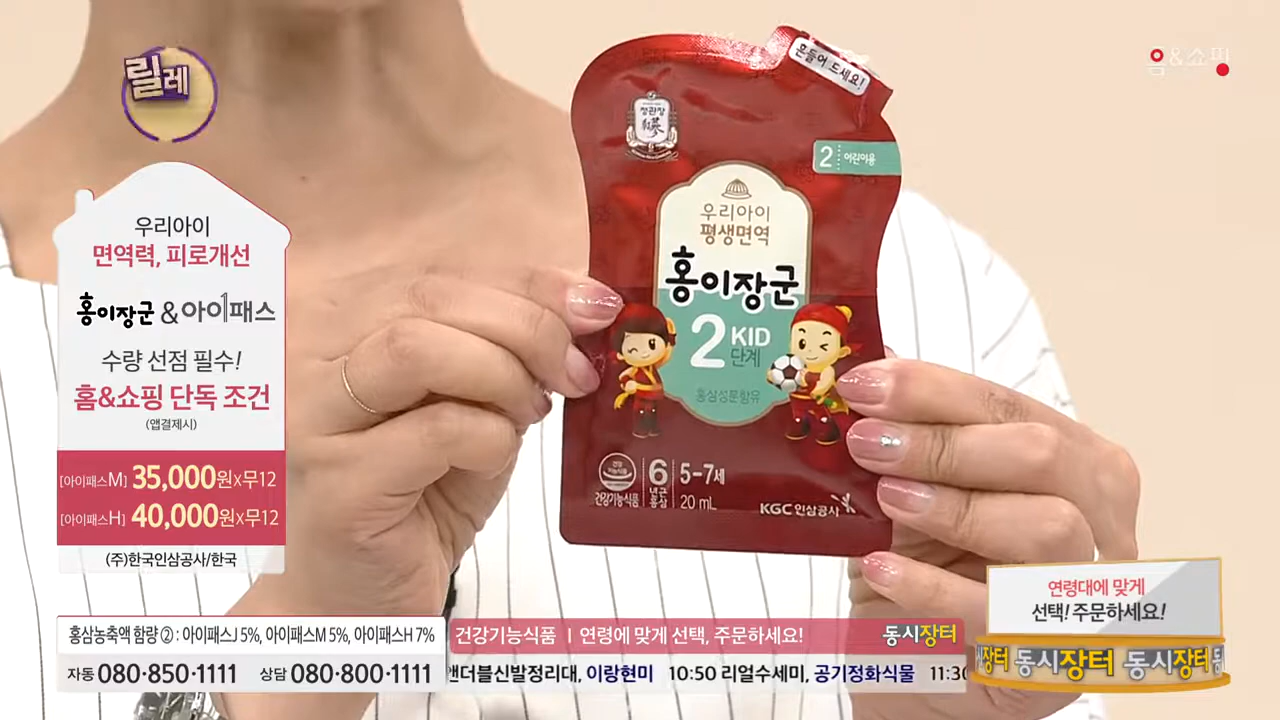 릴레
홈&쇼핑
우리아이
면역력, 피로개선
홍이장군 & 아이패스
수량 선점 필수!
홈&쇼핑 단독 조건
(앱결제시)
[아이패스M] 35,000원x무12
[아이패스H] 40,000원x무12
(주)한국인삼공사/한국
흔들어 드세요!
정관장
2 어린이용
우리아이
평생면역
홍이장군
2 KID
단계
홍삼성분함유
건강기능식품
6
년근
홍삼
5-7세
20 mL
KGC 인삼공사
연령대에 맞게
선택! 주문하세요!
동시장터 동시장터
홍삼농축액 함량 ② : 아이패스J 5%, 아이패스M 5%, 아이패스H 7%
건강기능식품 | 연령에 맞게 선택, 주문하세요! 동시장터
자동 080·850·1111 상담 080·800·1111
앤더블신발정리대, 이랑현미 10:50 리얼수세미, 공기정화식물 11:30